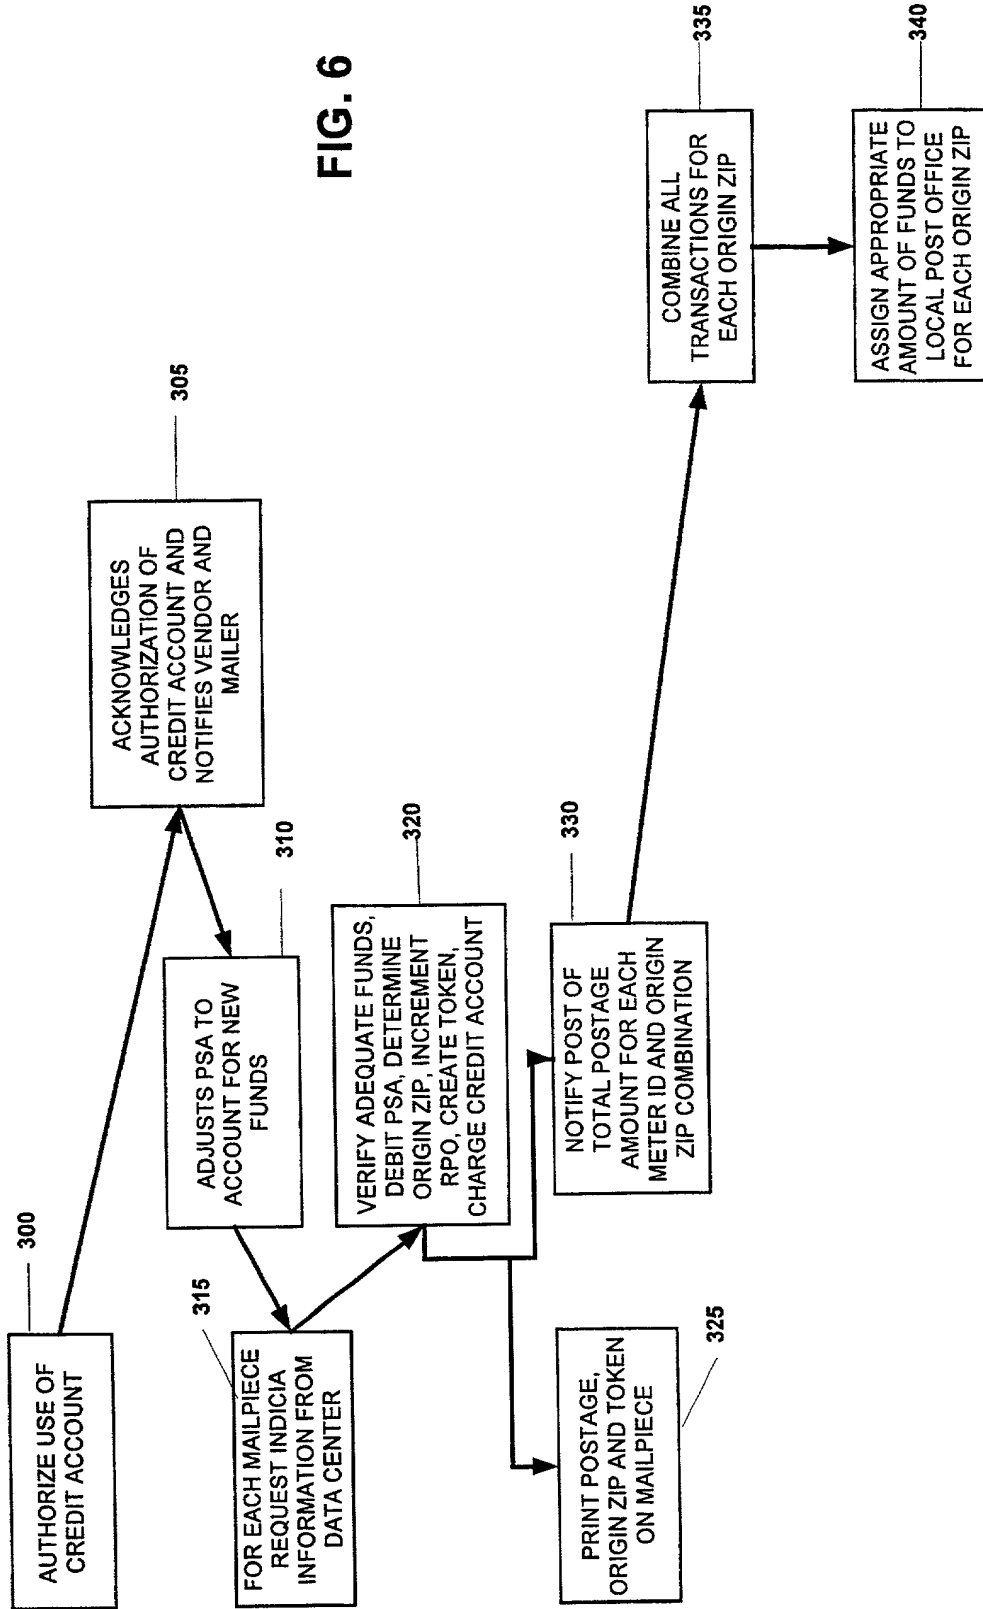 300
AUTHORIZE USE OF
CREDIT ACCOUNT
305
ACKNOWLEDGES
AUTHORIZATION OF
CREDIT ACCOUNT AND
NOTIFIES VENDOR AND
MAILER
310
ADJUSTS PSA TO
ACCOUNT FOR NEW
FUNDS
315
FOR EACH MAILPIECE
REQUEST INDICIA
INFORMATION FROM
DATA CENTER
320
VERIFY ADEQUATE FUNDS,
DEBIT PSA, DETERMINE
ORIGIN ZIP, INCREMENT
RPO, CREATE TOKEN,
CHARGE CREDIT ACCOUNT
PRINT POSTAGE,
ORIGIN ZIP AND TOKEN
ON MAILPIECE
325
330
NOTIFY POST OF
TOTAL POSTAGE
AMOUNT FOR EACH
METER ID AND ORIGIN
ZIP COMBINATION
335
COMBINE ALL
TRANSACTIONS FOR
EACH ORIGIN ZIP
340
ASSIGN APPROPRIATE
AMOUNT OF FUNDS TO
LOCAL POST OFFICE
FOR EACH ORIGIN ZIP
FIG. 6